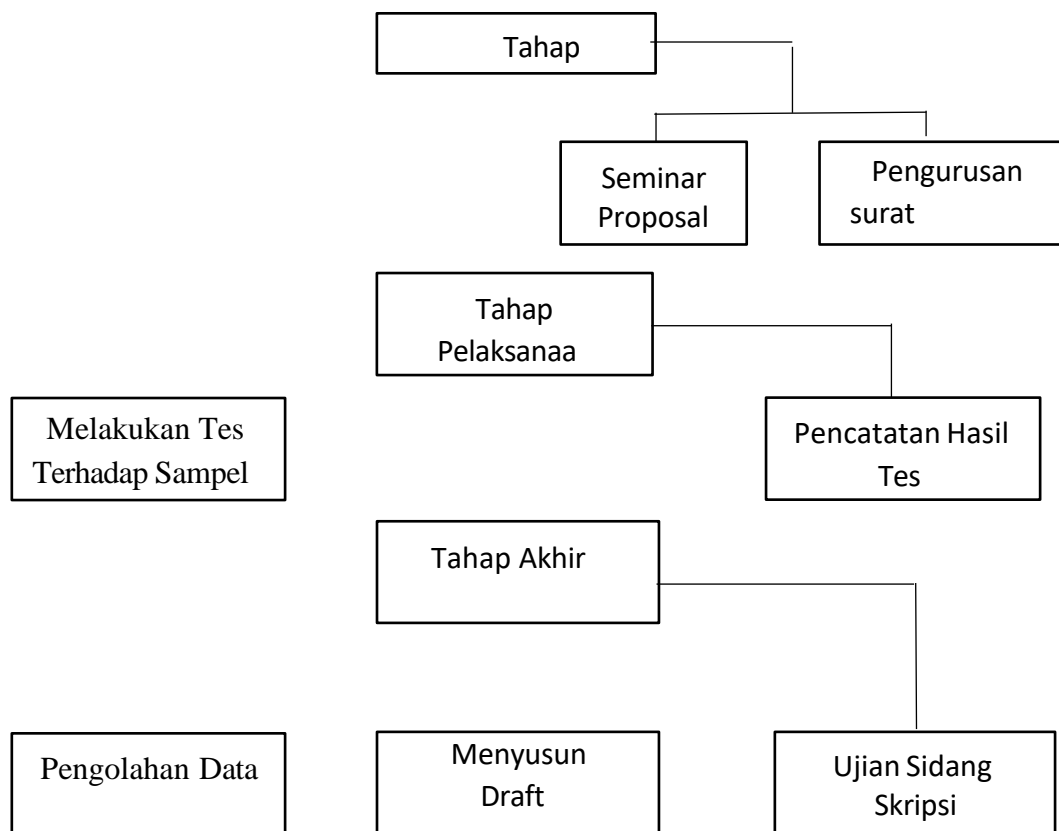 Tahap
Seminar
Proposal
Pengurusan
surat
Tahap
Pelaksanaa
Melakukan Tes
Terhadap Sampel
Pencatatan Hasil
Tes
Tahap Akhir
Pengolahan Data
Menyusun
Draft
Ujian Sidang
Skripsi